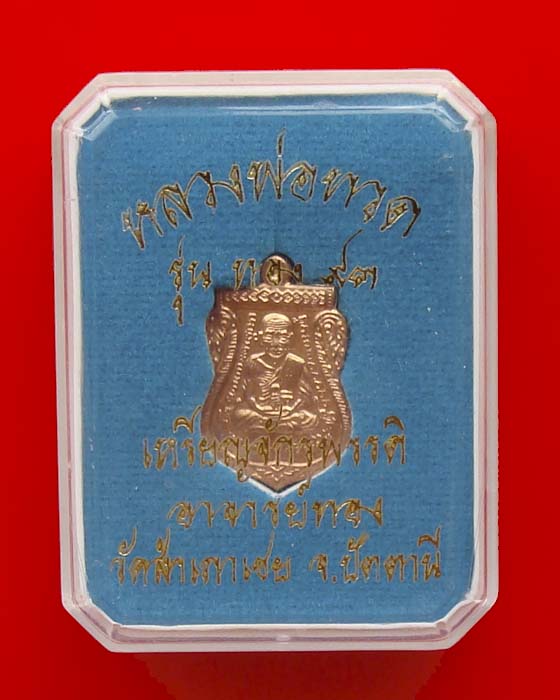 หลวงพ่อทวด
รุ่น ทอง ๙๓
เหรียญจักรพรรดิ
อาจารย์ทอง
วัดสำเภาเชย จ.ปัตตานี